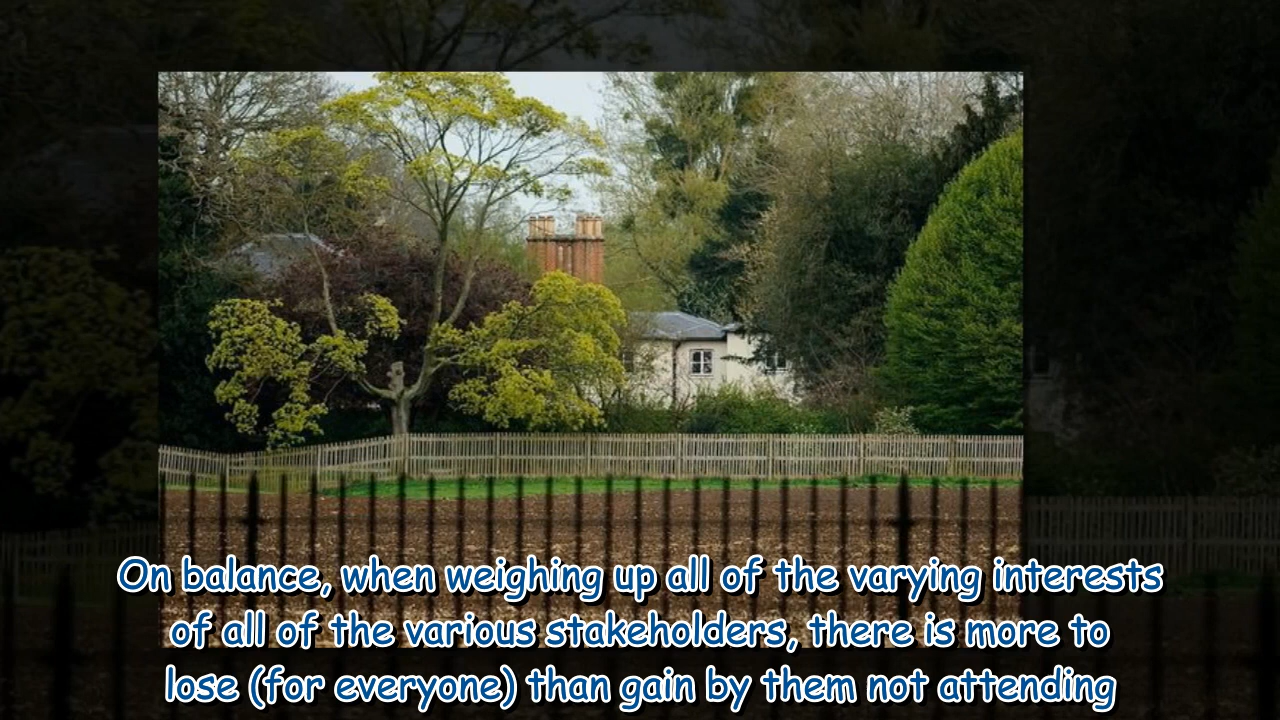 On balance, when weighing up all of the varying interests
of all of the various stakeholders, there is more to
lose (for everyone) than gain by them not attending